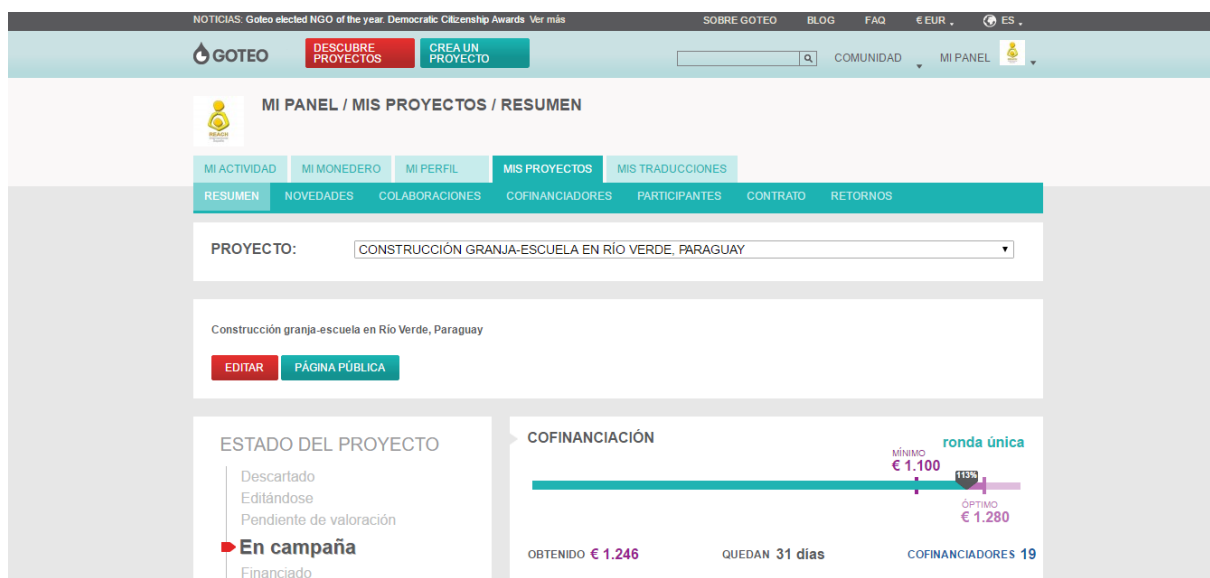 NOTICIAS: Goteo elected NGO of the year. Democratic Citizenship Awards Ver más SOBRE GOTEO BLOG FAQ € EUR ES
GOTEO DESCUBRE PROYECTOS CREA UN PROYECTO COMUNIDAD MI PANEL
REACH
MI PANEL / MIS PROYECTOS / RESUMEN
MI ACTIVIDAD MI MONEDERO MI PERFIL MIS PROYECTOS MIS TRADUCCIONES
RESUMEN NOVEDADES COLABORACIONES COFINANCIADORES PARTICIPANTES CONTRATO RETORNOS
PROYECTO: CONSTRUCCIÓN GRANJA-ESCUELA EN RÍO VERDE, PARAGUAY
Construcción granja-escuela en Río Verde, Paraguay
EDITAR PÁGINA PÚBLICA
ESTADO DEL PROYECTO
Descartado
Editándose
Pendiente de valoración
En campaña
Financiado
COFINANCIACIÓN
ronda única
MÍNIMO
€ 1.100
113%
ÓPTIMO
€ 1.280
OBTENIDO € 1.246 QUEDAN 31 días COFINANCIADORES 19